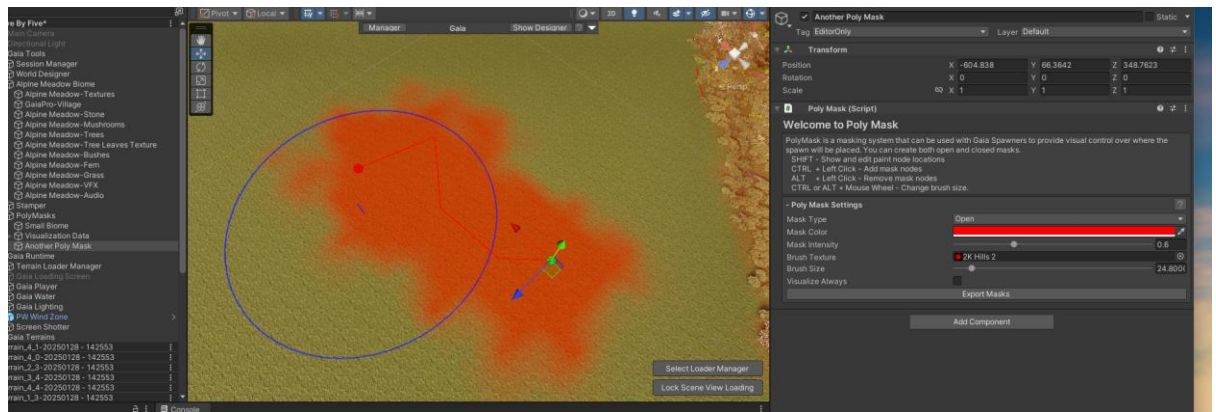 Pivot
Local
2D
Manager
Gaia
Show Designer
?
Persp
ve By Five*
Main Camera
Directional Light
Gaia Tools
Session Manager
World Designer
Alpine Meadow Biome
Alpine Meadow-Textures
GaiaPro-Village
Alpine Meadow-Stone
Alpine Meadow-Mushrooms
Alpine Meadow-Trees
Alpine Meadow-Tree Leaves Texture
Alpine Meadow-Bushes
Alpine Meadow-Fern
Alpine Meadow-Grass
Alpine Meadow-VFX
Alpine Meadow-Audio
Stamper
PolyMasks
Small Biome
Visualization Data
Another Poly Mask
Gaia Runtime
Terrain Loader Manager
Gaia Loading Screen
Gaia Player
Gaia Water
Gaia Lighting
PW Wind Zone
Screen Shotter
Gaia Terrains
rrain_4_1-20250128 - 142553
rrain_4_0-20250128 - 142553
rrain_2_3-20250128 - 142553
rrain_3_4-20250128 - 142553
rrain_4_4-20250128 - 142553
rrain_1_3-20250128 - 142553
Select Loader Manager
Lock Scene View Loading
Console
Another Poly Mask
Static
Tag EditorOnly Layer Default
Transform
Position X -604.838 Y 66.3642 Z 348.7623
Rotation X 0 Y 0 Z 0
Scale X 1 Y 1 Z 1
Poly Mask (Script)
Welcome to Poly Mask
PolyMask is a masking system that can be used with Gaia Spawners to provide visual control over where the
spawn will be placed. You can create both open and closed masks.
SHIFT - Show and edit paint node locations
CTRL + Left Click - Add mask nodes
ALT + Left Click - Remove mask nodes
CTRL or ALT + Mouse Wheel - Change brush size.
- Poly Mask Settings ?
Mask Type Open
Mask Color
Mask Intensity 0.6
Brush Texture 2K Hills 2
Brush Size 24.800
Visualize Always
Export Masks
Add Component